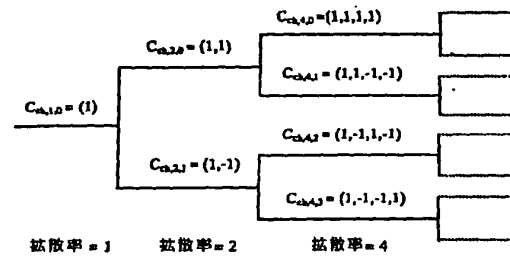 C_ch,4,0 =(1,1,1,1)
C_ch,2,0 = (1,1)
C_ch,4,1 = (1,1,-1,-1)
C_ch,1,0 = (1)
C_ch,4,2 = (1,-1,1,-1)
C_ch,2,1 = (1,-1)
C_ch,4,3 = (1,-1,-1,1)
拡散率 = 1 拡散率 = 2 拡散率 = 4